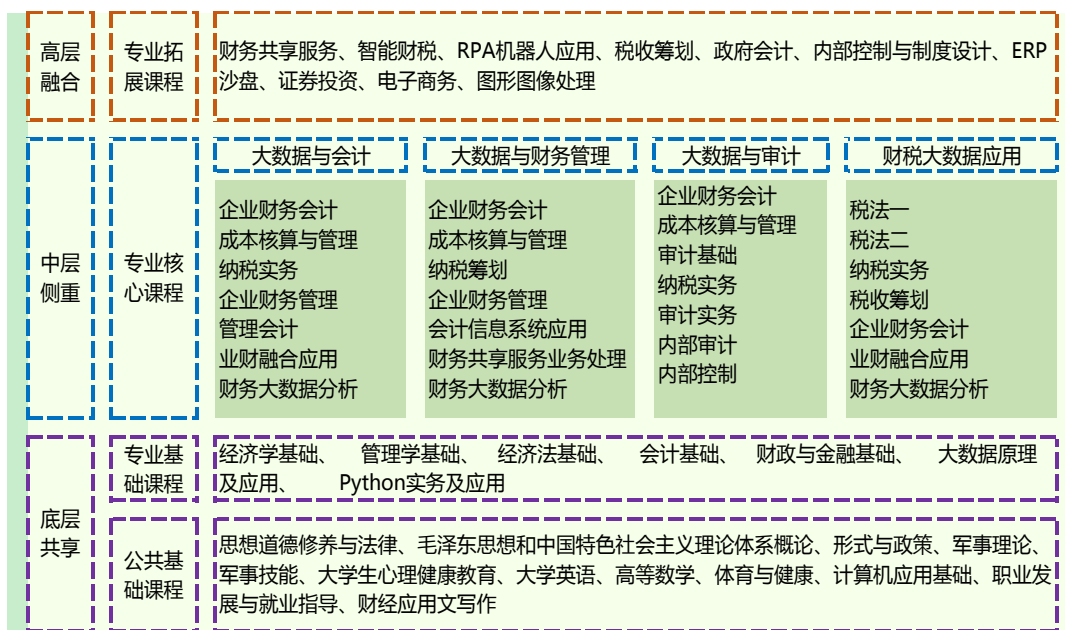 高层
融合
专业拓
展课程
财务共享服务、智能财税、RPA机器人应用、税收筹划、政府会计、内部控制与制度设计、ERP
沙盘、证券投资、电子商务、图形图像处理
中层
侧重
专业核
心课程
大数据与会计
企业财务会计
成本核算与管理
纳税实务
企业财务管理
管理会计
业财融合应用
财务大数据分析
大数据与财务管理
企业财务会计
成本核算与管理
纳税筹划
企业财务管理
会计信息系统应用
财务共享服务业务处理
财务大数据分析
大数据与审计
企业财务会计
成本核算与管理
审计基础
纳税实务
审计实务
内部审计
内部控制
财税大数据应用
税法一
税法二
纳税实务
税收筹划
企业财务会计
业财融合应用
财务大数据分析
底层
共享
专业基
础课程
经济学基础、 管理学基础、 经济法基础、 会计基础、 财政与金融基础、 大数据原理
及应用、 Python实务及应用
公共基
础课程
思想道德修养与法律、毛泽东思想和中国特色社会主义理论体系概论、形式与政策、军事理论、
军事技能、大学生心理健康教育、大学英语、高等数学、体育与健康、计算机应用基础、职业发
展与就业指导、财经应用文写作